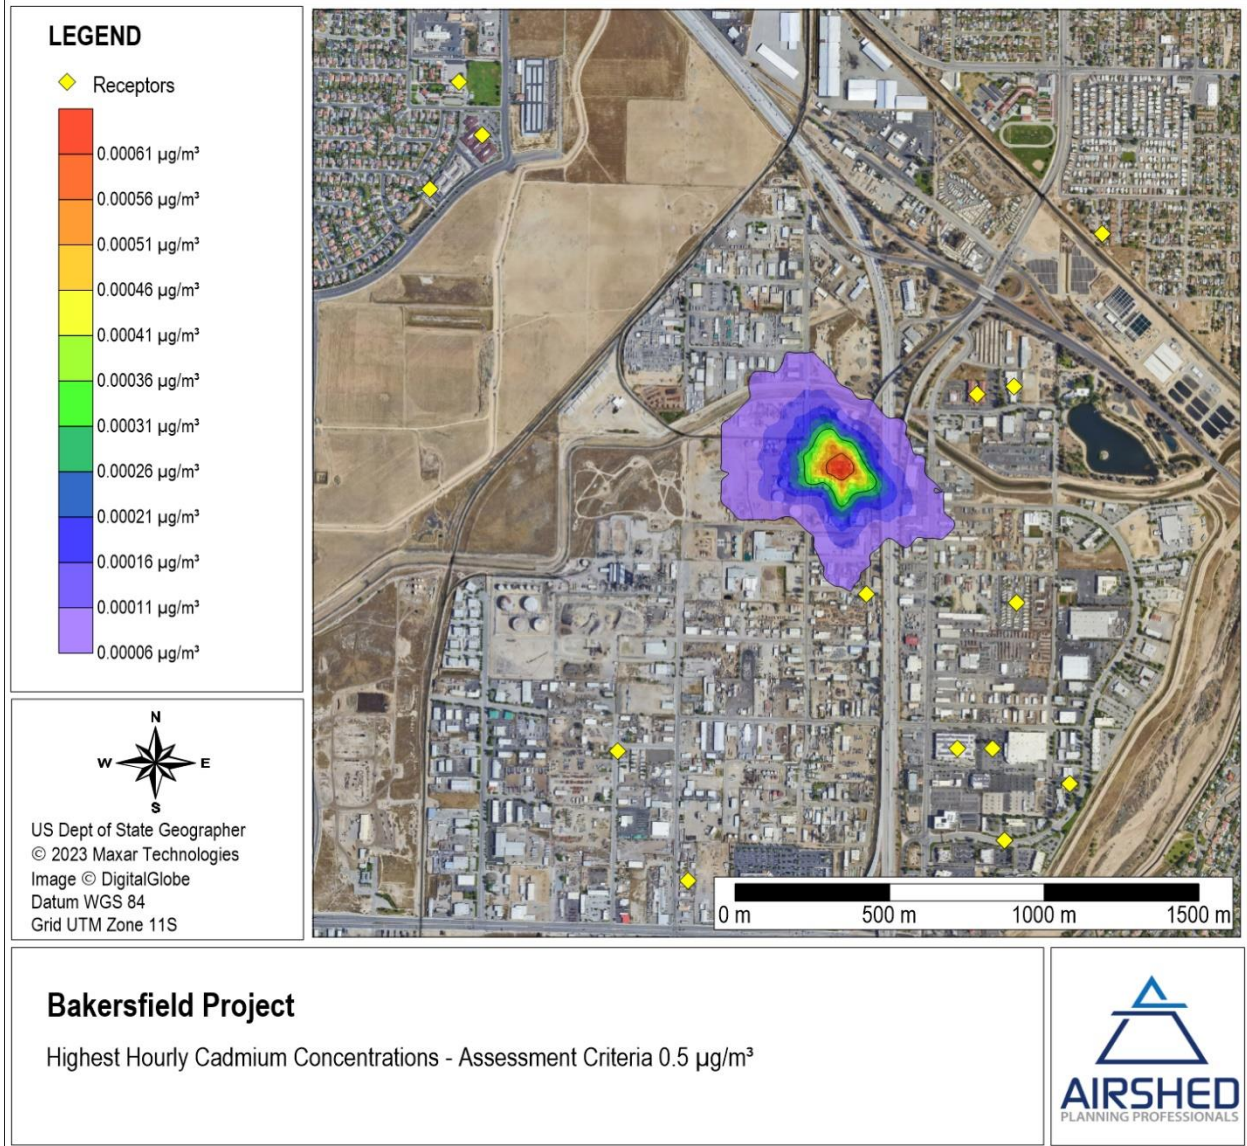 LEGEND
Receptors
0.00061 µg/m³
0.00056 µg/m³
0.00051 µg/m³
0.00046 µg/m³
0.00041 µg/m³
0.00036 µg/m³
0.00031 µg/m³
0.00026 µg/m³
0.00021 µg/m³
0.00016 µg/m³
0.00011 µg/m³
0.00006 µg/m³
N
W E
S
US Dept of State Geographer
© 2023 Maxar Technologies
Image © DigitalGlobe
Datum WGS 84
Grid UTM Zone 11S
0 m 500 m 1000 m 1500 m
Bakersfield Project
Highest Hourly Cadmium Concentrations - Assessment Criteria 0.5 µg/m³
AIRSHED
PLANNING PROFESSIONALS